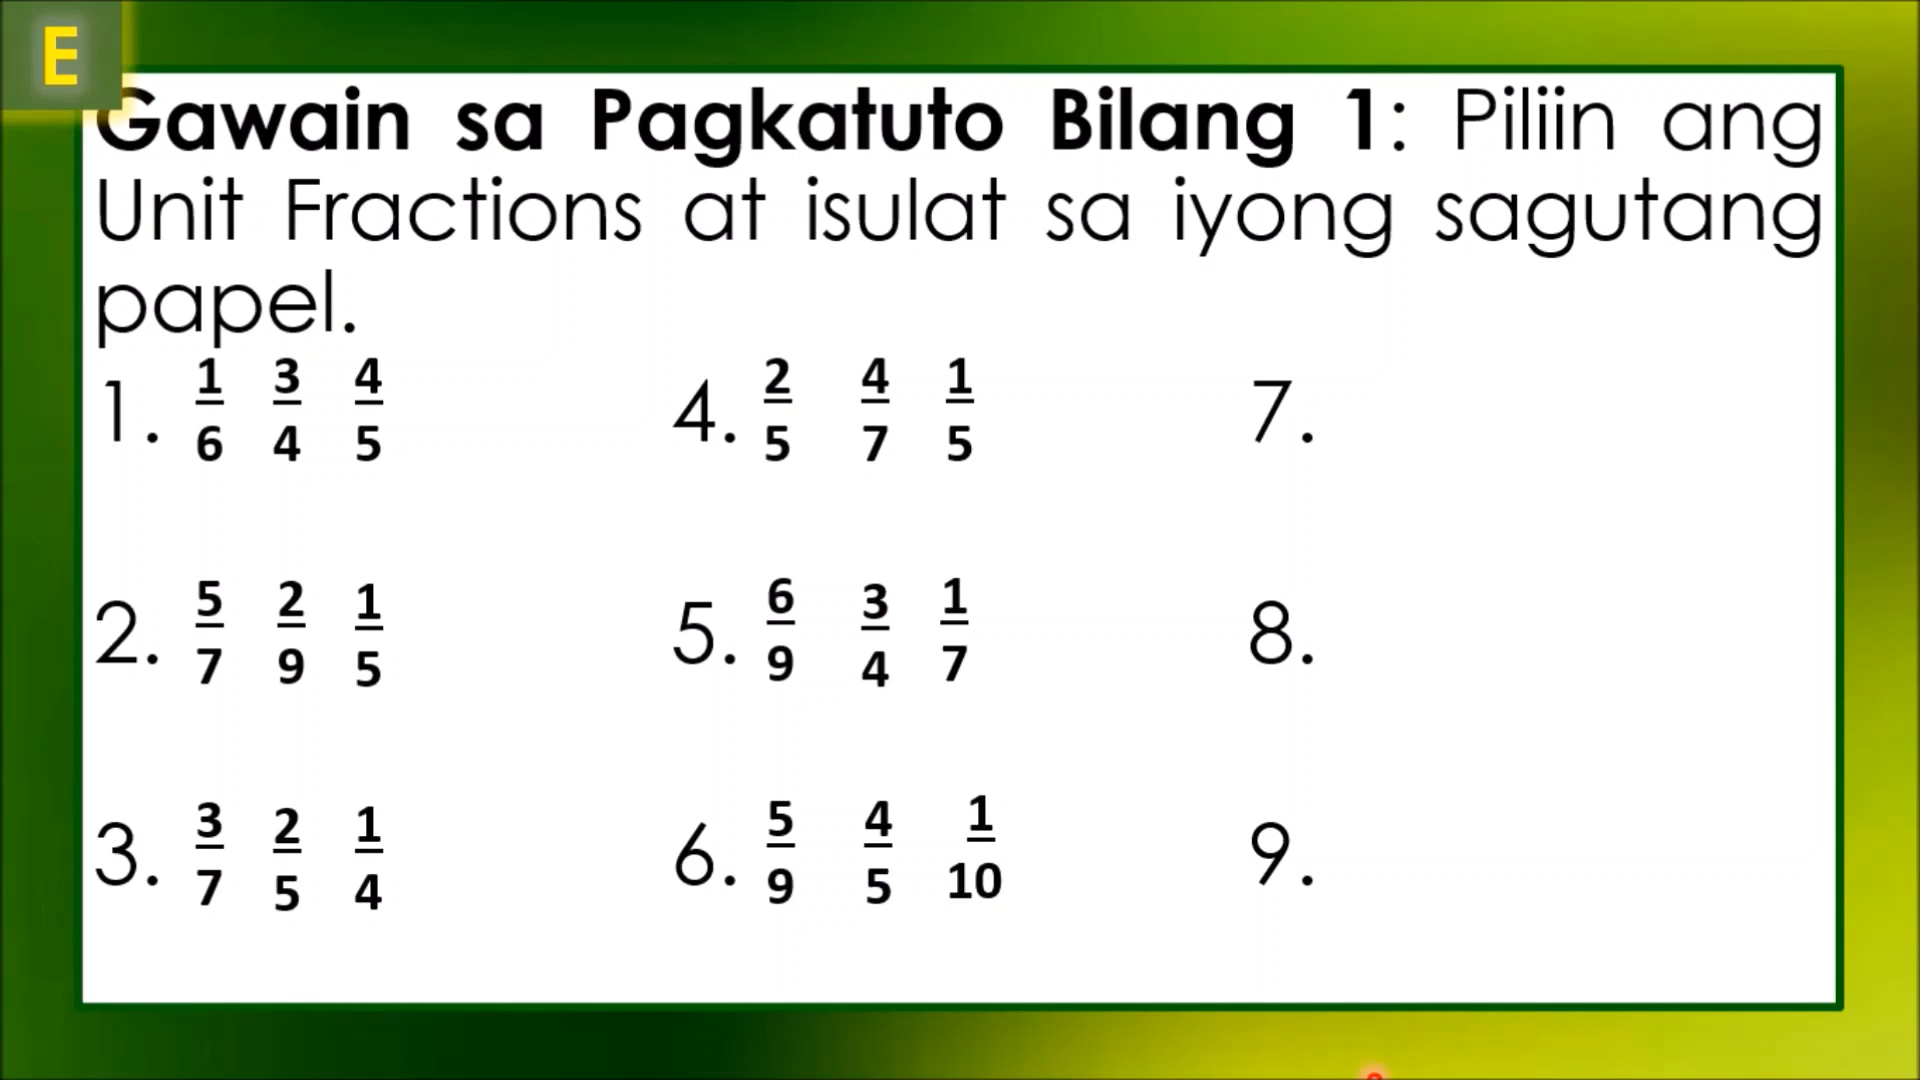 E
Gawain sa Pagkatuto Bilang 1: Piliin ang
Unit Fractions at isulat sa iyong sagutang
papel.
1. 1/6 3/4 4/5
2. 5/7 2/9 1/5
3. 3/7 2/5 1/4
4. 2/5 4/7 1/5
5. 6/9 3/4 1/7
6. 5/9 4/5 1/10
7.
8.
9.